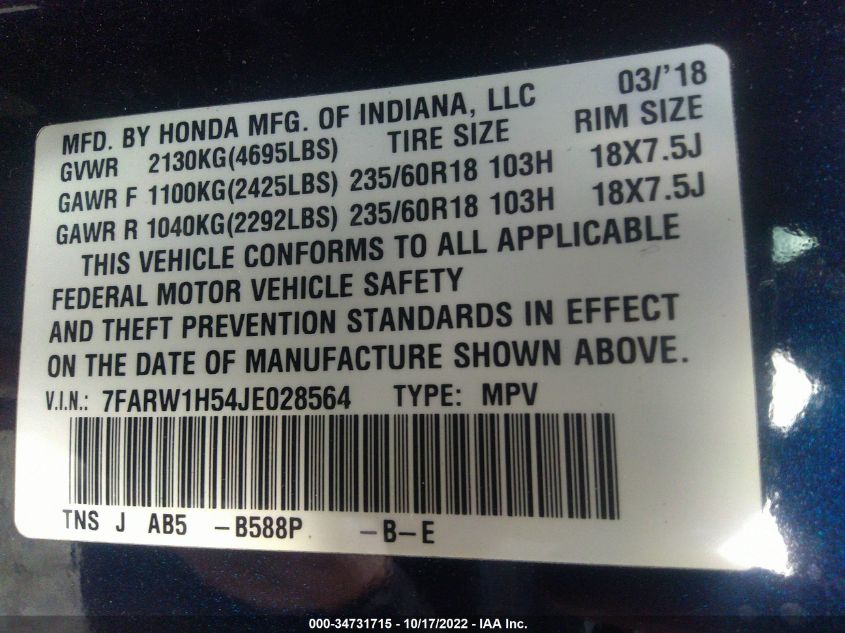 03/'18
MFD. BY HONDA MFG. OF INDIANA, LLC
GVWR 2130KG(4695LBS) TIRE SIZE RIM SIZE
GAWR F 1100KG(2425LBS) 235/60R18 103H 18X7.5J
GAWR R 1040KG(2292LBS) 235/60R18 103H 18X7.5J
THIS VEHICLE CONFORMS TO ALL APPLICABLE
FEDERAL MOTOR VEHICLE SAFETY
AND THEFT PREVENTION STANDARDS IN EFFECT
ON THE DATE OF MANUFACTURE SHOWN ABOVE.
V.I.N.: 7FARW1H54JE028564 TYPE: MPV
TNS J AB5 -B588P -B-E
000-34731715 - 10/17/2022 - IAA Inc.